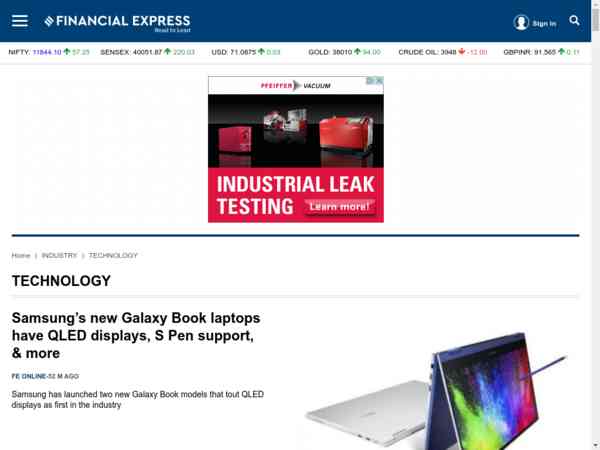 FINANCIAL EXPRESS
Read to Lead
Sign in
NIFTY: 11844.10 57.25 SENSEX: 40051.87 220.03 USD: 71.0875 0.03 GOLD: 38010 94.00 CRUDE OIL: 3948 -12.00 GBPINR: 91.565 0.11
PFEIFFER VACUUM
INDUSTRIAL LEAK
TESTING Learn more!
Home | INDUSTRY | TECHNOLOGY
TECHNOLOGY
Samsung’s new Galaxy Book laptops
have QLED displays, S Pen support,
& more
FE ONLINE-52 M AGO
Samsung has launched two new Galaxy Book models that tout QLED
displays as first in the industry